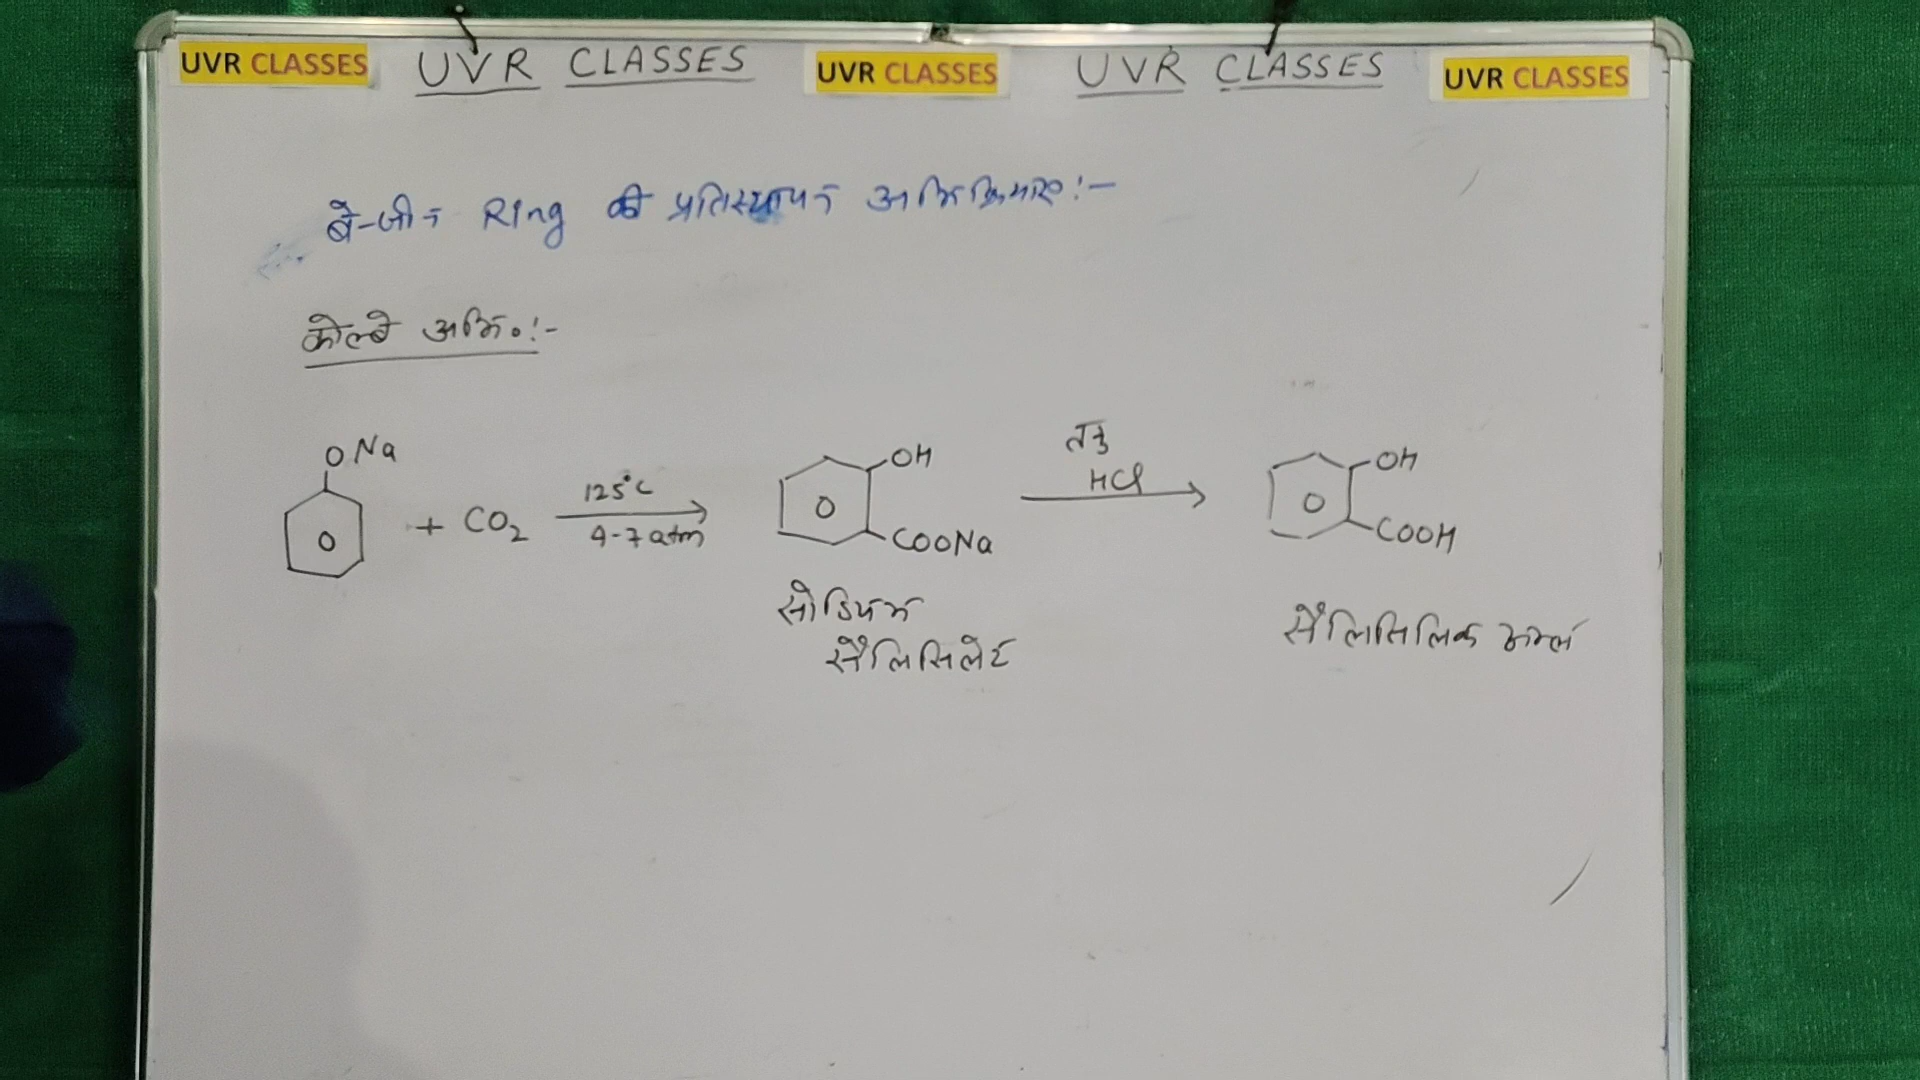 UVR CLASSES UVR CLASSES UVR CLASSES UVR CLASSES UVR CLASSES
बेन्जीन Ring की प्रतिस्थापन अभिक्रियाए:-
कोल्बे अभि०:-
ONa + CO2 125°C 4-7 atm OH COONa तनु HCl OH COOH
सोडियम
सैलिसिलेट
सैलिसिलिक अम्ल